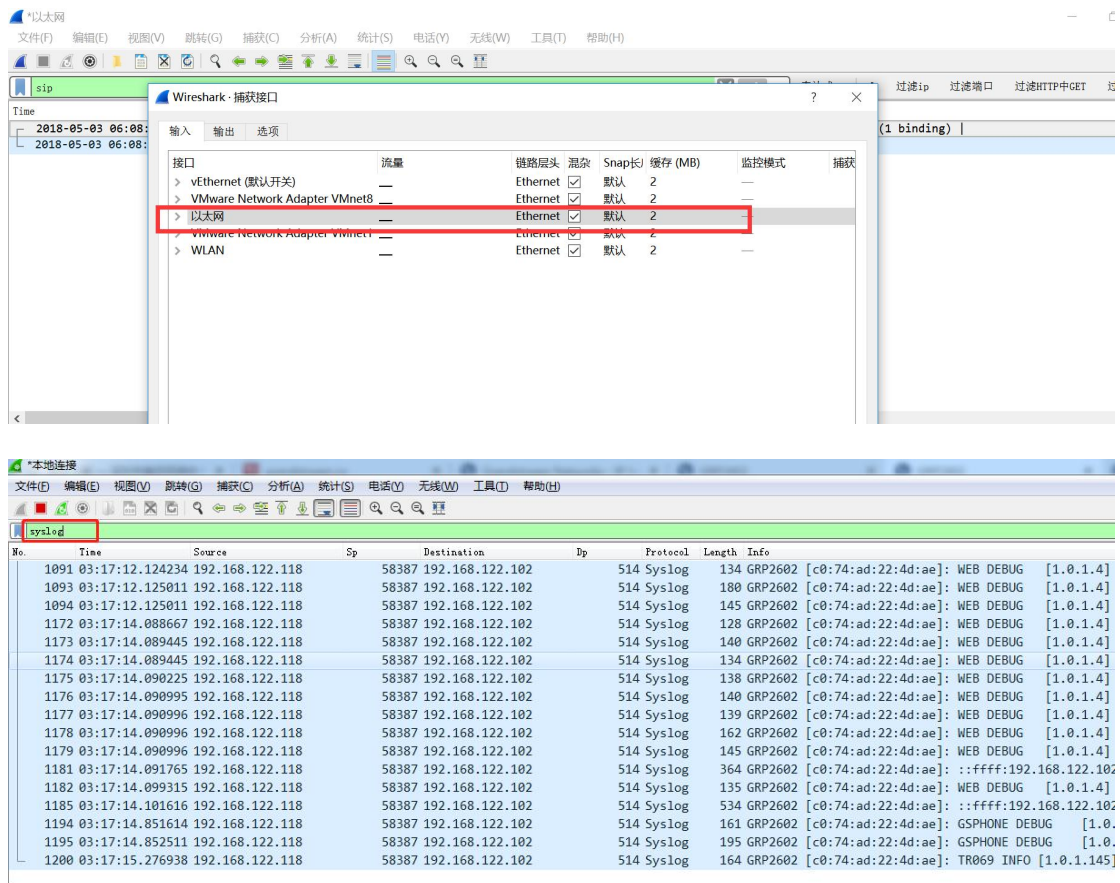 *以太网
文件(F) 编辑(E) 视图(V) 跳转(G) 捕获(C) 分析(A) 统计(S) 电话(Y) 无线(W) 工具(T) 帮助(H)
sip
过滤ip 过滤端口 过滤HTTP中GET
Wireshark · 捕获接口 ? ×
Time
2018-05-03 06:08: (1 binding) |
2018-05-03 06:08:
输入 输出 选项
接口 流量 链路层头 混杂 Snap长 缓存 (MB) 监控模式 捕获
vEthernet (默认开关) Ethernet 默认 2 —
VMware Network Adapter VMnet8 Ethernet 默认 2 —
以太网 Ethernet 默认 2 —
VMware Network Adapter VMnet1 Ethernet 默认 2 —
WLAN Ethernet 默认 2 —
*本地连接
文件(F) 编辑(E) 视图(V) 跳转(G) 捕获(C) 分析(A) 统计(S) 电话(Y) 无线(W) 工具(T) 帮助(H)
syslog
No. Time Source Sp Destination Dp Protocol Length Info
1091 03:17:12.124234 192.168.122.118 58387 192.168.122.102 514 Syslog 134 GRP2602 [c0:74:ad:22:4d:ae]: WEB DEBUG [1.0.1.4]
1093 03:17:12.125011 192.168.122.118 58387 192.168.122.102 514 Syslog 180 GRP2602 [c0:74:ad:22:4d:ae]: WEB DEBUG [1.0.1.4]
1094 03:17:12.125011 192.168.122.118 58387 192.168.122.102 514 Syslog 145 GRP2602 [c0:74:ad:22:4d:ae]: WEB DEBUG [1.0.1.4]
1172 03:17:14.088667 192.168.122.118 58387 192.168.122.102 514 Syslog 128 GRP2602 [c0:74:ad:22:4d:ae]: WEB DEBUG [1.0.1.4]
1173 03:17:14.089445 192.168.122.118 58387 192.168.122.102 514 Syslog 140 GRP2602 [c0:74:ad:22:4d:ae]: WEB DEBUG [1.0.1.4]
1174 03:17:14.089445 192.168.122.118 58387 192.168.122.102 514 Syslog 134 GRP2602 [c0:74:ad:22:4d:ae]: WEB DEBUG [1.0.1.4]
1175 03:17:14.090225 192.168.122.118 58387 192.168.122.102 514 Syslog 138 GRP2602 [c0:74:ad:22:4d:ae]: WEB DEBUG [1.0.1.4]
1176 03:17:14.090995 192.168.122.118 58387 192.168.122.102 514 Syslog 140 GRP2602 [c0:74:ad:22:4d:ae]: WEB DEBUG [1.0.1.4]
1177 03:17:14.090996 192.168.122.118 58387 192.168.122.102 514 Syslog 139 GRP2602 [c0:74:ad:22:4d:ae]: WEB DEBUG [1.0.1.4]
1178 03:17:14.090996 192.168.122.118 58387 192.168.122.102 514 Syslog 162 GRP2602 [c0:74:ad:22:4d:ae]: WEB DEBUG [1.0.1.4]
1179 03:17:14.090996 192.168.122.118 58387 192.168.122.102 514 Syslog 145 GRP2602 [c0:74:ad:22:4d:ae]: WEB DEBUG [1.0.1.4]
1181 03:17:14.091765 192.168.122.118 58387 192.168.122.102 514 Syslog 364 GRP2602 [c0:74:ad:22:4d:ae]: ::ffff:192.168.122.102
1182 03:17:14.099315 192.168.122.118 58387 192.168.122.102 514 Syslog 135 GRP2602 [c0:74:ad:22:4d:ae]: WEB DEBUG [1.0.1.4]
1185 03:17:14.101616 192.168.122.118 58387 192.168.122.102 514 Syslog 534 GRP2602 [c0:74:ad:22:4d:ae]: ::ffff:192.168.122.102
1194 03:17:14.851614 192.168.122.118 58387 192.168.122.102 514 Syslog 161 GRP2602 [c0:74:ad:22:4d:ae]: GSPHONE DEBUG [1.0.
1195 03:17:14.852511 192.168.122.118 58387 192.168.122.102 514 Syslog 195 GRP2602 [c0:74:ad:22:4d:ae]: GSPHONE DEBUG [1.0.
1200 03:17:15.276938 192.168.122.118 58387 192.168.122.102 514 Syslog 164 GRP2602 [c0:74:ad:22:4d:ae]: TR069 INFO [1.0.1.145]